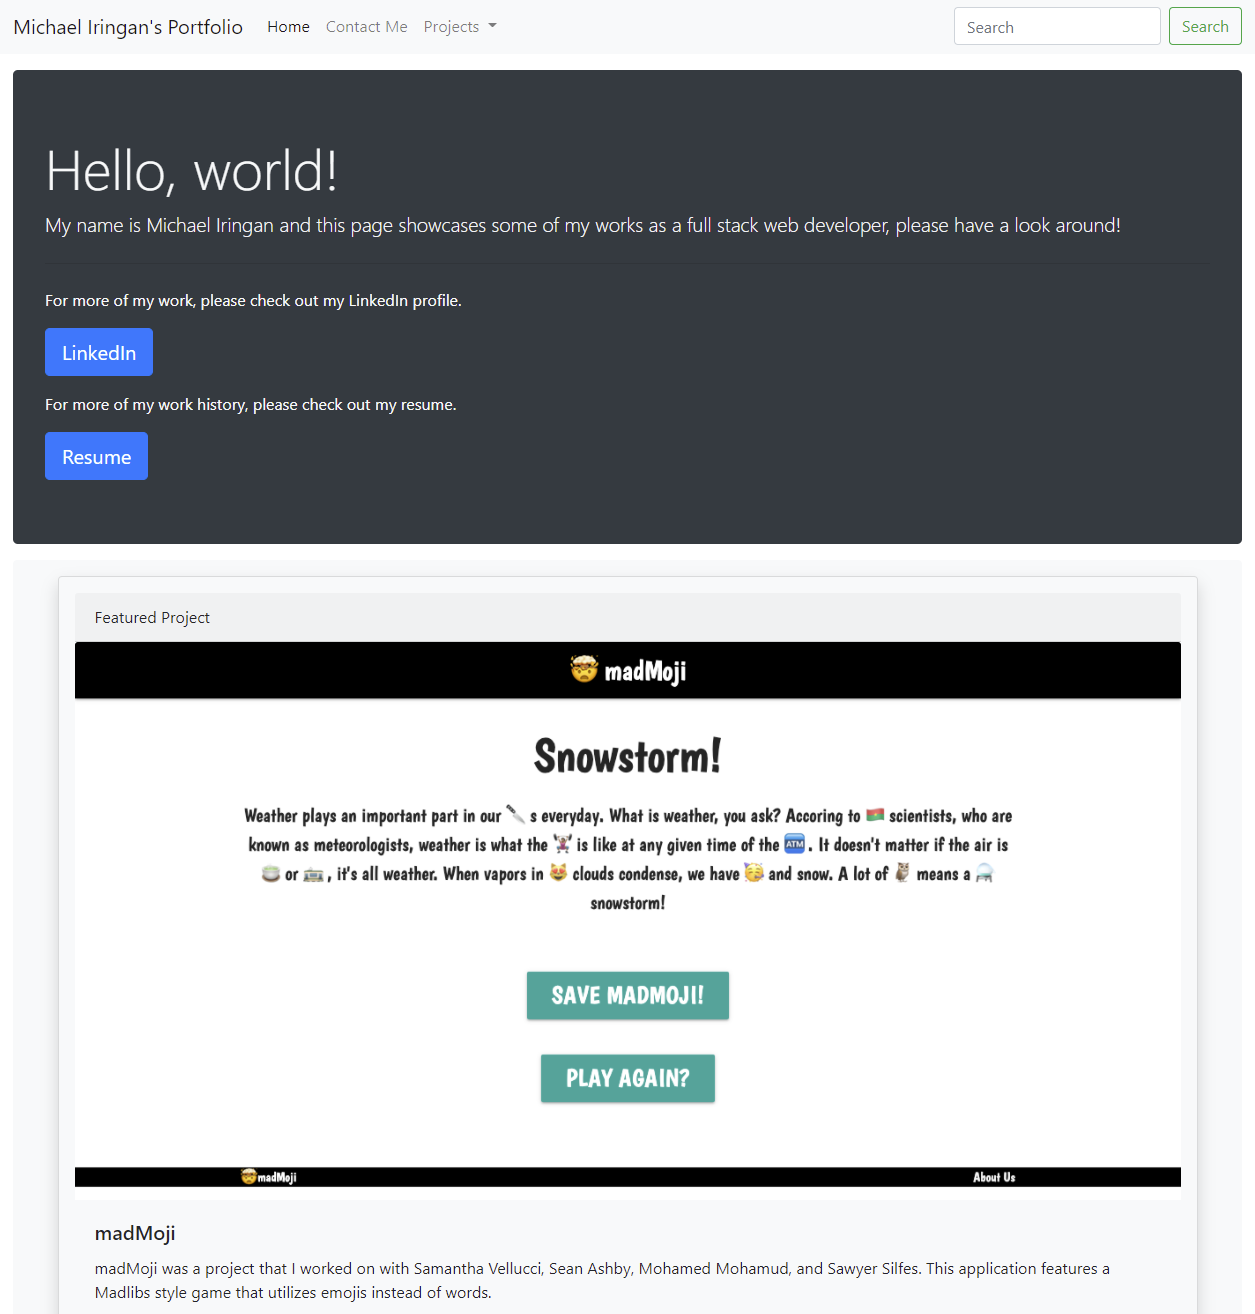 Michael Iringan's Portfolio Home Contact Me Projects Search Search
Hello, world!
My name is Michael Iringan and this page showcases some of my works as a full stack web developer, please have a look around!
For more of my work, please check out my LinkedIn profile.
LinkedIn
For more of my work history, please check out my resume.
Resume
Featured Project
🤯 madMoji
Snowstorm!
Weather plays an important part in our 🔪 s everyday. What is weather, you ask? Accoring to 🇧🇫 scientists, who are
known as meteorologists, weather is what the 🏋 is like at any given time of the 🏧 . It doesn't matter if the air is
🍵 or 🚋 , it's all weather. When vapors in 😻 clouds condense, we have 🥳 and snow. A lot of 🦉 means a 🔮
snowstorm!
SAVE MADMOJI!
PLAY AGAIN?
🤯madMoji About Us
madMoji
madMoji was a project that I worked on with Samantha Vellucci, Sean Ashby, Mohamed Mohamud, and Sawyer Silfes. This application features a
Madlibs style game that utilizes emojis instead of words.